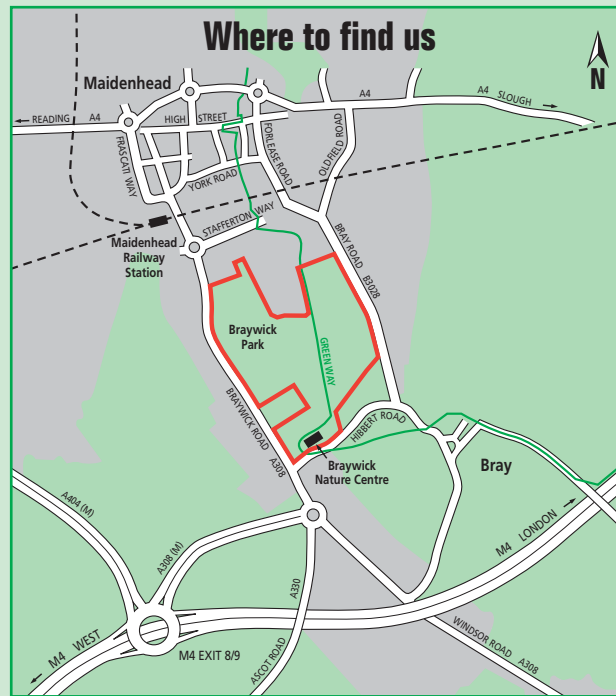 Where to find us
N
Maidenhead
READING
A4
HIGH STREET
A4
A4 SLOUGH
FRASCATI WAY
FORLEASE ROAD
OLDFIELD ROAD
YORK ROAD
STAFFERTON WAY
Maidenhead
Railway
Station
BRAY ROAD
B3028
Braywick
Park
GREEN WAY
BRAYWICK ROAD
A308
HIBBERT ROAD
Braywick
Nature Centre
Bray
A404 (M)
A308 (M)
M4 LONDON
A330
ASCOT ROAD
M4 WEST
M4 EXIT 8/9
WINDSOR ROAD
A308